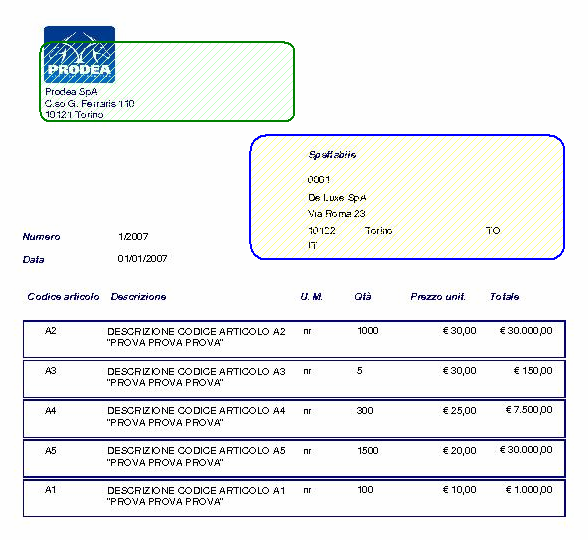 PRODEA
Prodea SpA
C.so G. Ferraris 110
10121 Torino
Spettabile
0001
De Luxe SpA
Via Roma 23
10122 Torino TO
IT
Numero 1/2007
Data 01/01/2007
Codice articolo Descrizione U. M. Qtà Prezzo unit. Totale
A2 DESCRIZIONE CODICE ARTICOLO A2 nr 1000 € 30,00 € 30.000,00
"PROVA PROVA PROVA"
A3 DESCRIZIONE CODICE ARTICOLO A3 nr 5 € 30,00 € 150,00
"PROVA PROVA PROVA"
A4 DESCRIZIONE CODICE ARTICOLO A4 nr 300 € 25,00 € 7.500,00
"PROVA PROVA PROVA"
A5 DESCRIZIONE CODICE ARTICOLO A5 nr 1500 € 20,00 € 30.000,00
"PROVA PROVA PROVA"
A1 DESCRIZIONE CODICE ARTICOLO A1 nr 100 € 10,00 € 1.000,00
"PROVA PROVA PROVA"